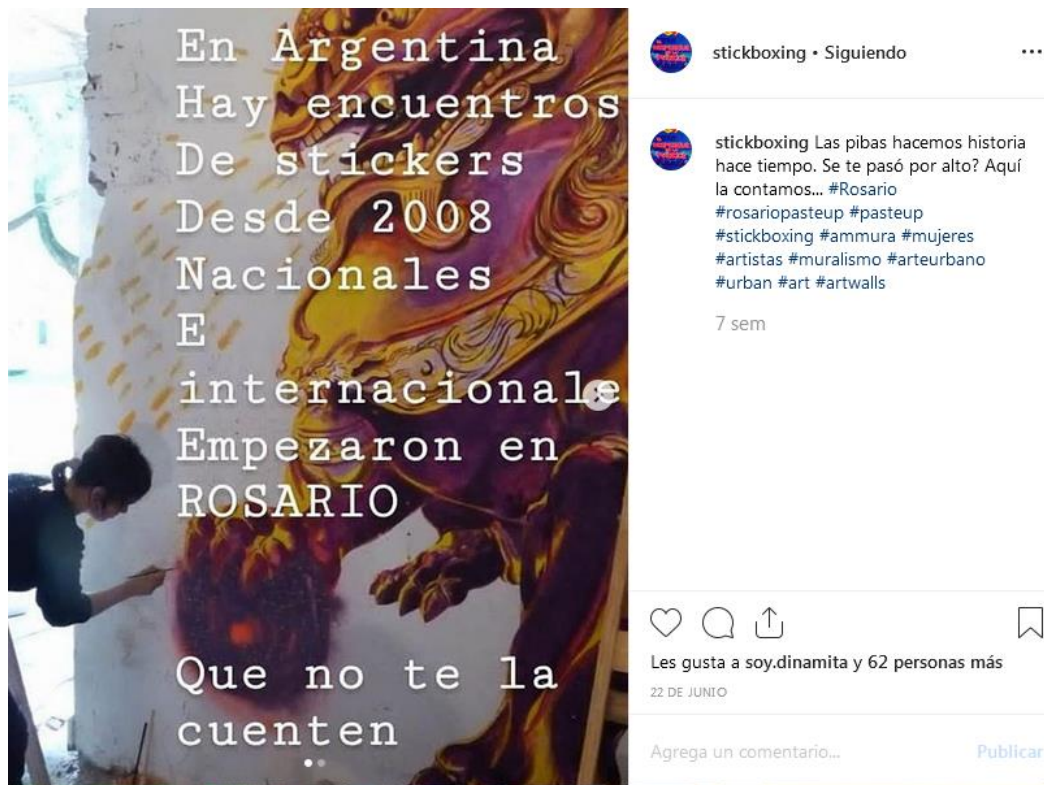 En Argentina
Hay encuentros
De stickers
Desde 2008
Nacionales
E
internacionale
Empezaron en
ROSARIO
Que no te la
cuenten
stickboxing • Siguiendo
stickboxing Las pibas hacemos historia
hace tiempo. Se te pasó por alto? Aquí
la contamos... #Rosario
#rosariopasteup #pasteup
#stickboxing #ammura #mujeres
#artistas #muralismo #arteurbano
#urban #art #artwalls
7 sem
Les gusta a soy.dinamita y 62 personas más
22 DE JUNIO
Agrega un comentario... Publicar